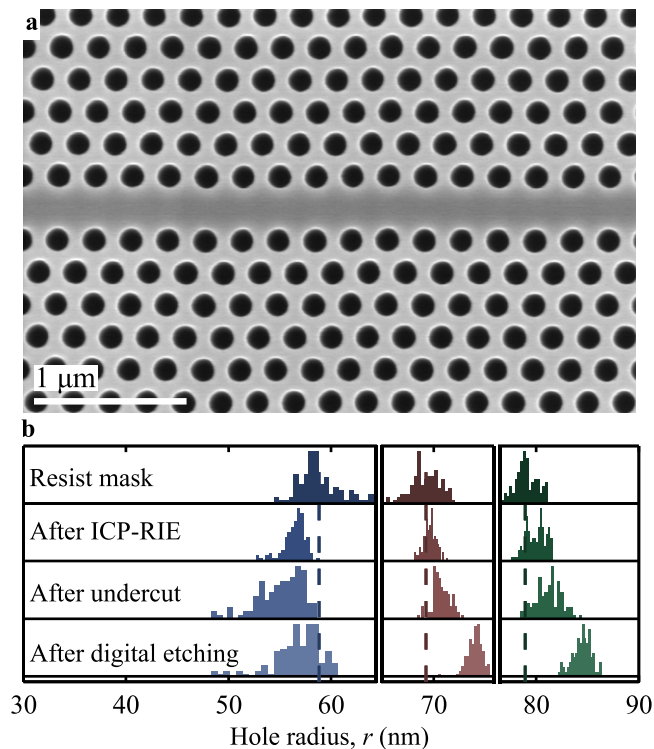 a
1 μm
b
Resist mask
After ICP-RIE
After undercut
After digital etching
30 40 50 60 70 80 90
Hole radius, r (nm)